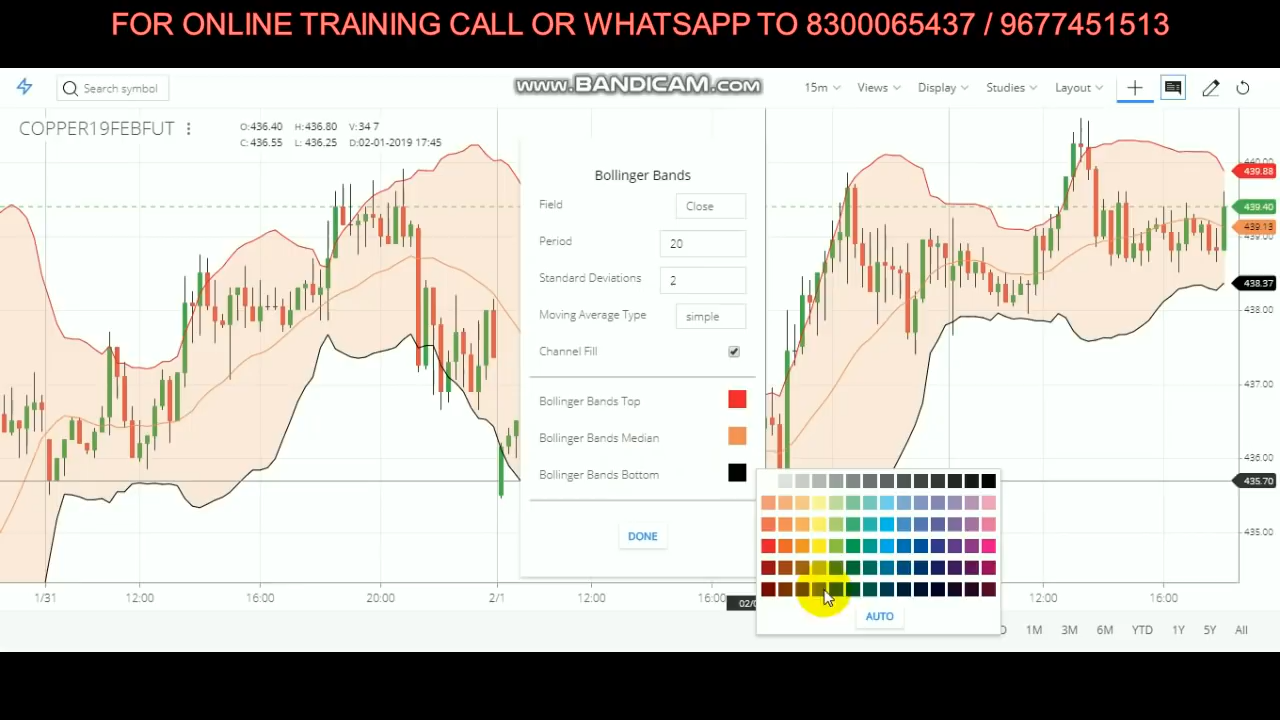 FOR ONLINE TRAINING CALL OR WHATSAPP TO 8300065437 / 9677451513
Search symbol
www.BANDICAM.com
15m
Views
Display
Studies
Layout
COPPER19FEBFUT
O:436.40 H:436.80 V:34 7
C: 436.55 L: 436.25 D:02-01-2019 17:45
Bollinger Bands
Field Close
Period 20
Standard Deviations 2
Moving Average Type simple
Channel Fill
Bollinger Bands Top
Bollinger Bands Median
Bollinger Bands Bottom
DONE
AUTO
440.00
439.88
439.40
439.13
439.00
438.37
438.00
437.00
436.00
435.70
435.00
1/31 12:00 16:00 20:00 2/1 12:00 16:00 12:00 16:00
1M 3M 6M YTD 1Y 5Y All